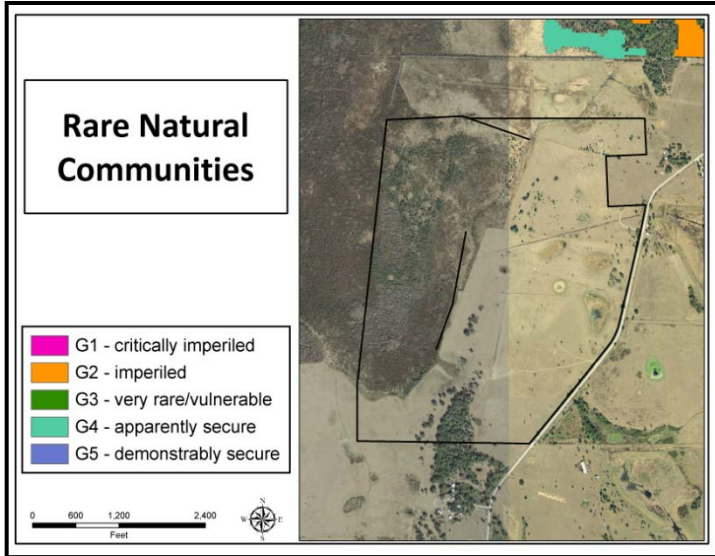 Rare Natural
Communities
G1 - critically imperiled
G2 - imperiled
G3 - very rare/vulnerable
G4 - apparently secure
G5 - demonstrably secure
0 600 1,200 2,400
Feet
N
W E
S